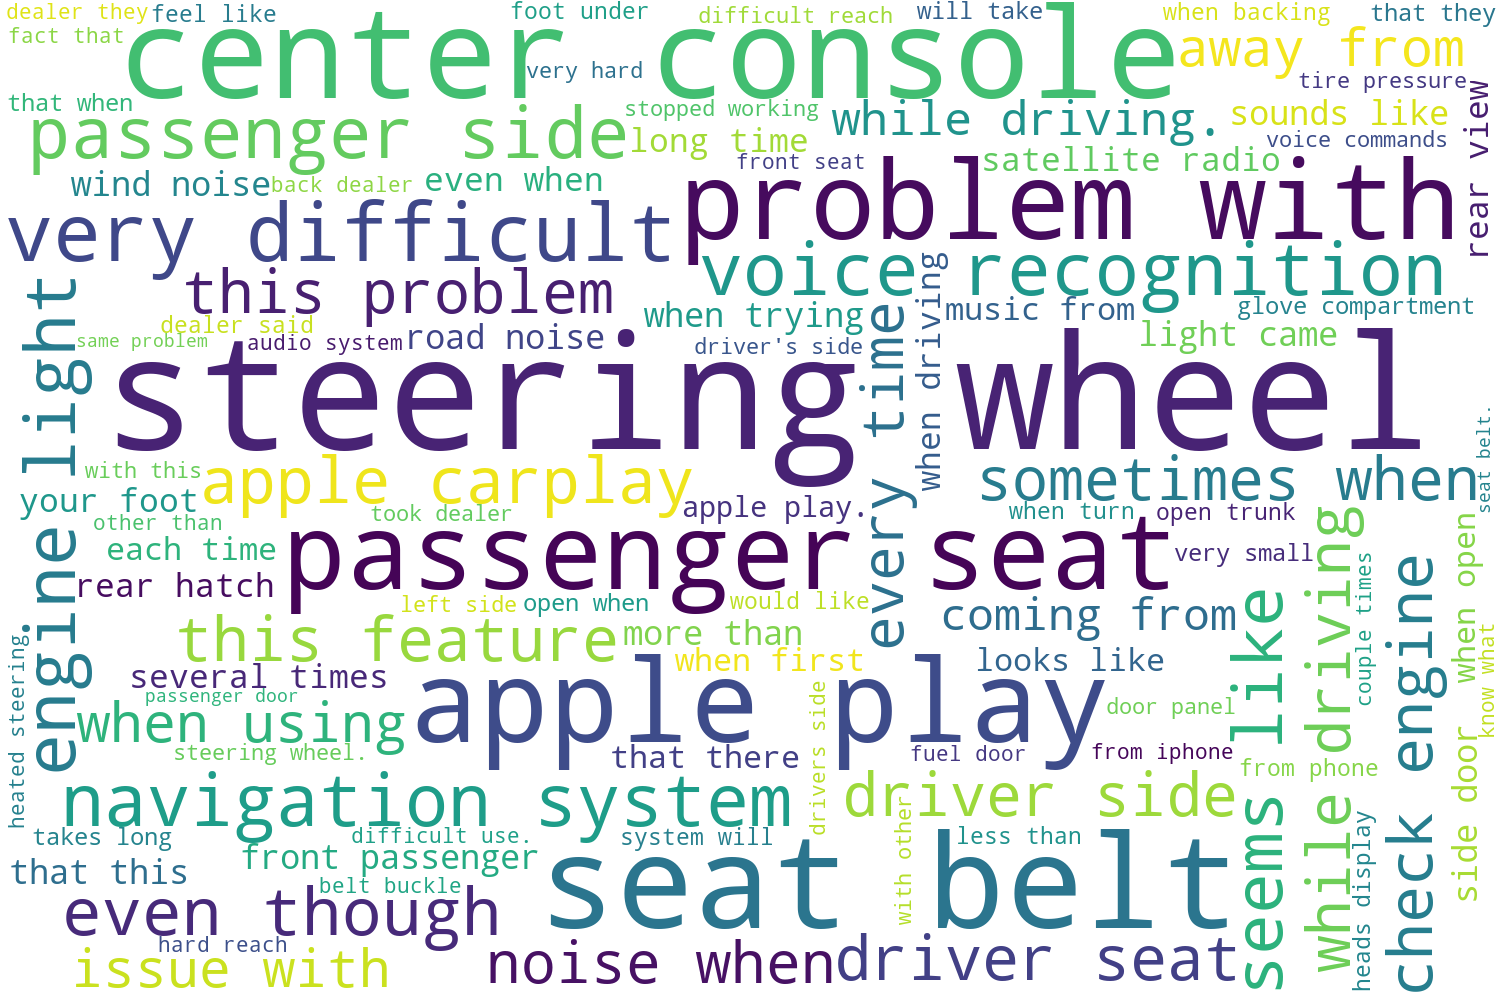 dealer they
feel like
foot under
difficult reach
will take
when backing
that they
fact that
center console
away from
very hard
tire pressure
that when
passenger side
stopped working
long time
while driving.
sounds like
voice commands
rear view
wind noise
back dealer
even when
front seat
satellite radio
problem with
very difficult
voice recognition
this problem
when trying
when driving
music from
glove compartment
dealer said
same problem
audio system
road noise
driver's side
light came
steering wheel
every time
engine light
with this
apple carplay
sometimes when
seat belt.
your foot
other than
took dealer
apple play.
when turn
open trunk
each time
passenger seat
very small
rear hatch
left side
open when
would like
coming from
this feature
more than
when first
looks like
several times
passenger door
apple play
door panel
when using
steering wheel.
that there
drivers side
fuel door
from iphone
from phone
seems like
while driving
couple times
check engine
when open
know what
side door
heated steering.
navigation system
driver side
takes long
difficult use.
system will
less than
with other
heads display
front passenger
that this
belt buckle
seat belt
even though
hard reach
issue with
noise when
driver seat